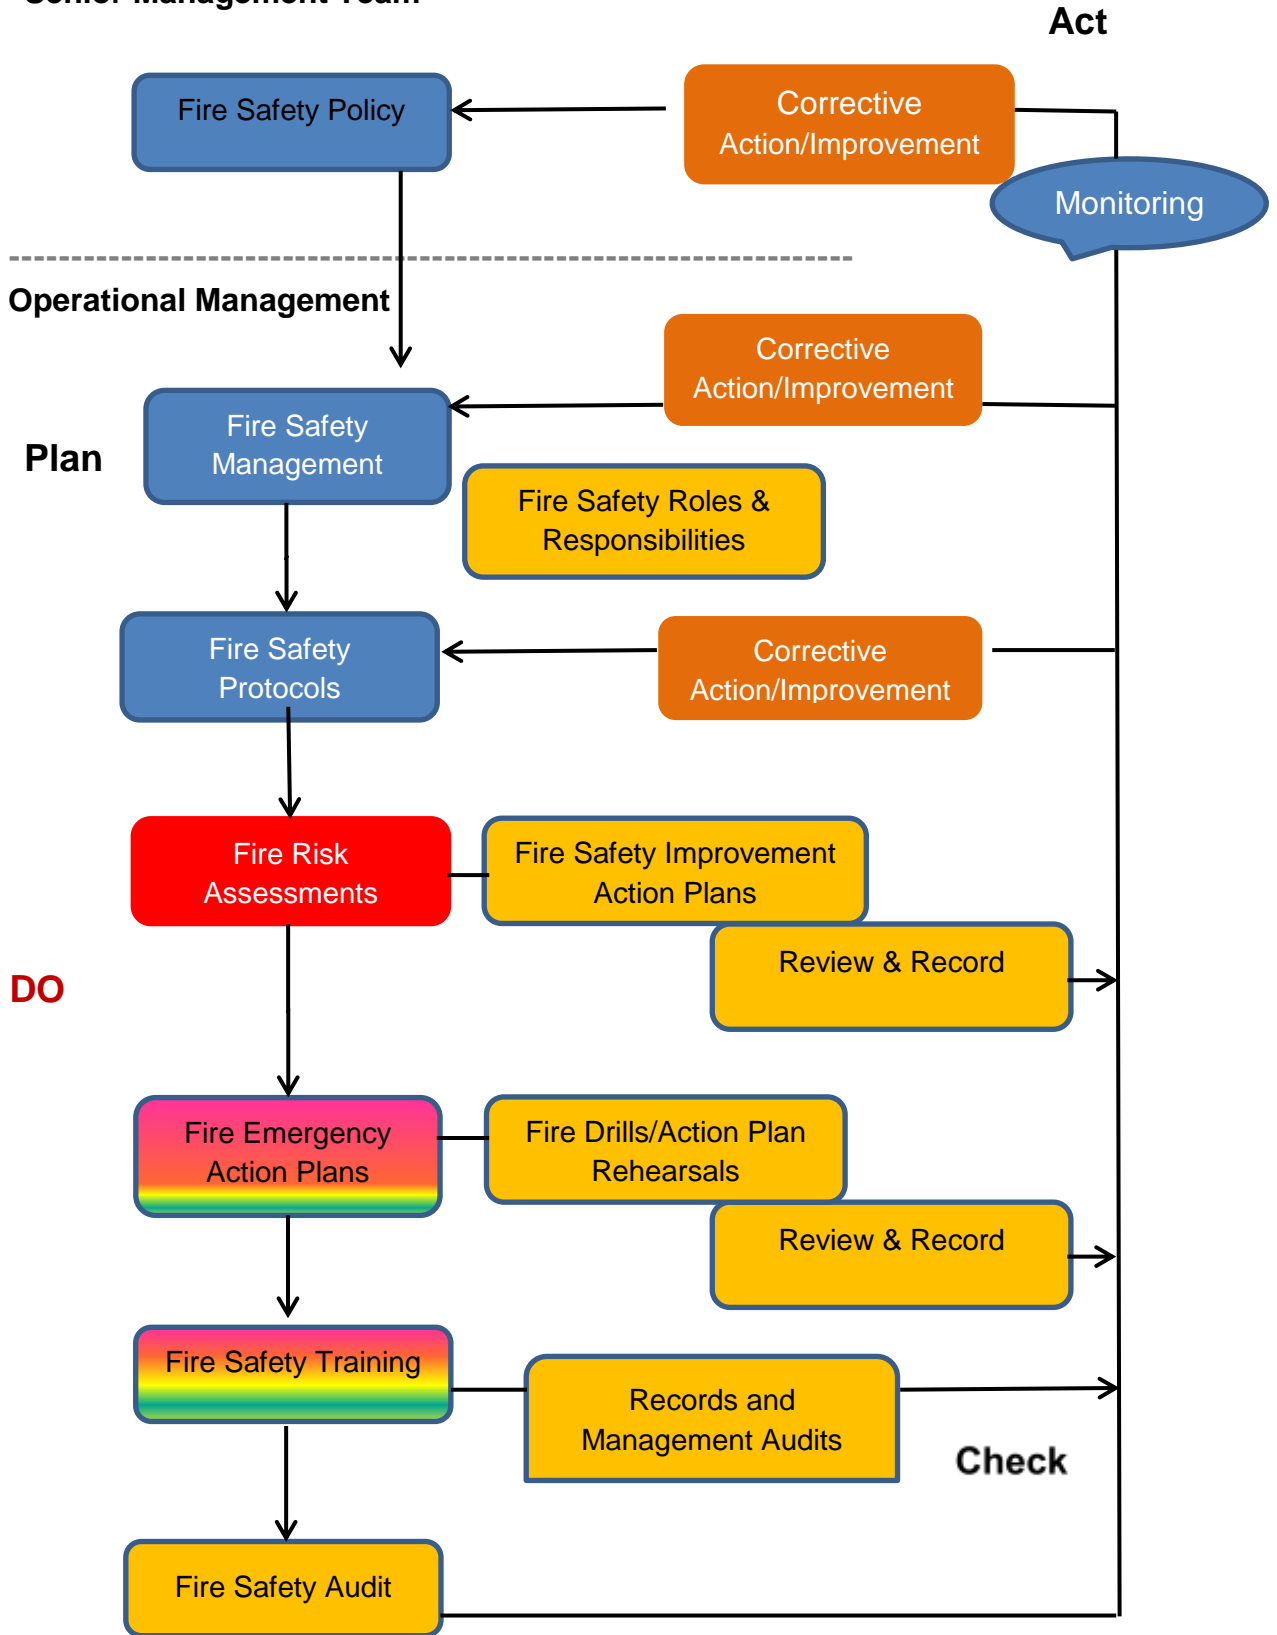 Senior Management Team
Act
Fire Safety Policy
Corrective
Action/Improvement
Monitoring
Operational Management
Corrective
Action/Improvement
Plan
Fire Safety
Management
Fire Safety Roles &
Responsibilities
Fire Safety
Protocols
Corrective
Action/Improvement
Fire Risk
Assessments
Fire Safety Improvement
Action Plans
Review & Record
DO
Fire Emergency
Action Plans
Fire Drills/Action Plan
Rehearsals
Review & Record
Fire Safety Training
Records and
Management Audits
Check
Fire Safety Audit